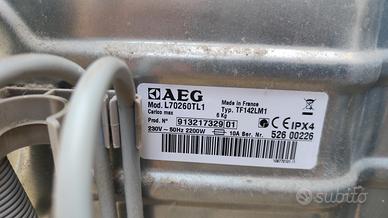 AEG
Made in France
Mod. L70260TL1
Typ. TF142LM1
Carico max
6 Kg
Prod. N°
913217329 01
IPX4
230V ~ 50Hz 2200W
10A Ser. Nr.
526 00226
subito